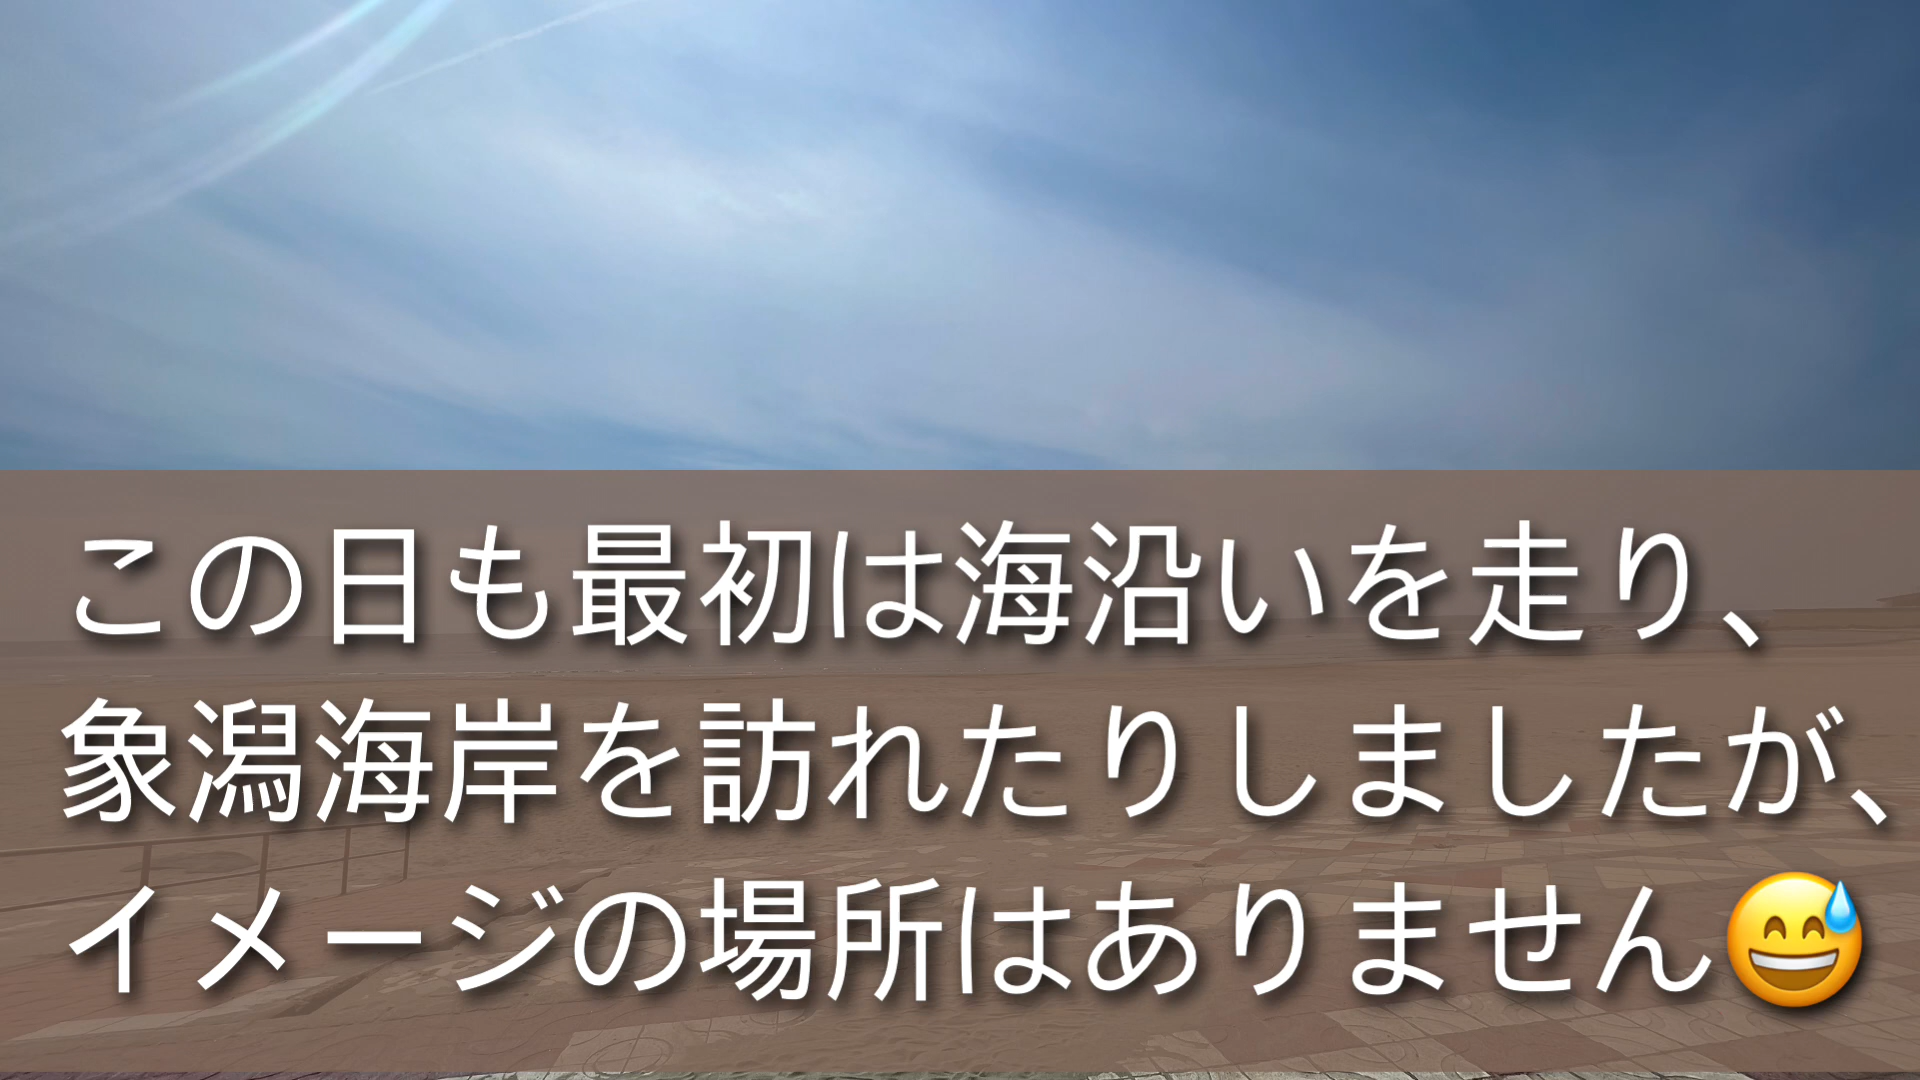 この日も最初は海沿いを走り、
象潟海岸を訪れたりしましたが、
イメージの場所はありません😅